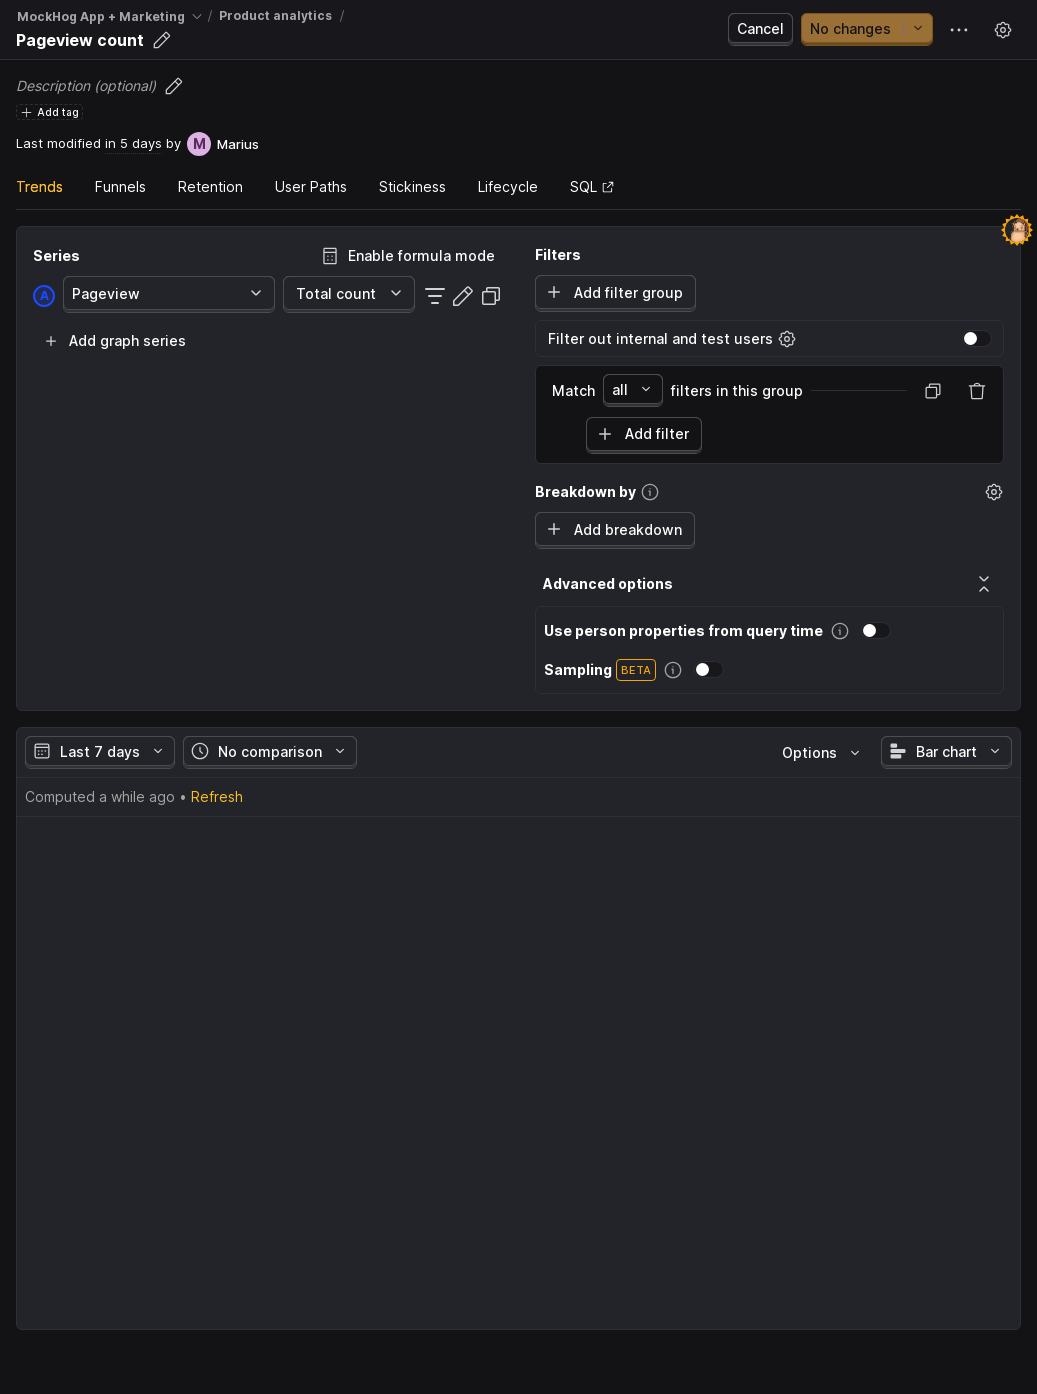 MockHog App + Marketing / Product analytics /
Pageview count
Cancel
No changes
Description (optional)
Add tag
Last modified in 5 days by M Marius
Trends Funnels Retention User Paths Stickiness Lifecycle SQL
Series
Enable formula mode
A Pageview Total count
Add graph series
Filters
Add filter group
Filter out internal and test users
Match all filters in this group
Add filter
Breakdown by
Add breakdown
Advanced options
Use person properties from query time
Sampling BETA
Last 7 days No comparison Options Bar chart
Computed a while ago • Refresh